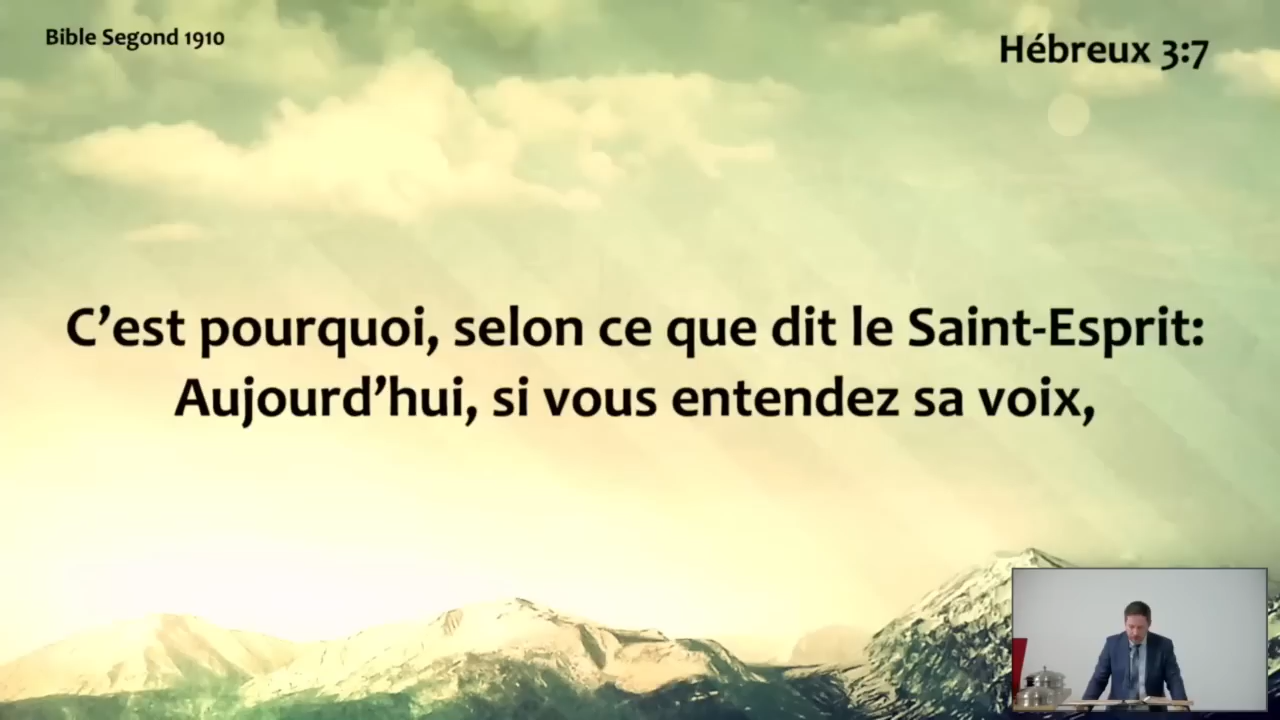 Bible Segond 1910
Hébreux 3:7
C’est pourquoi, selon ce que dit le Saint-Esprit:
Aujourd’hui, si vous entendez sa voix,